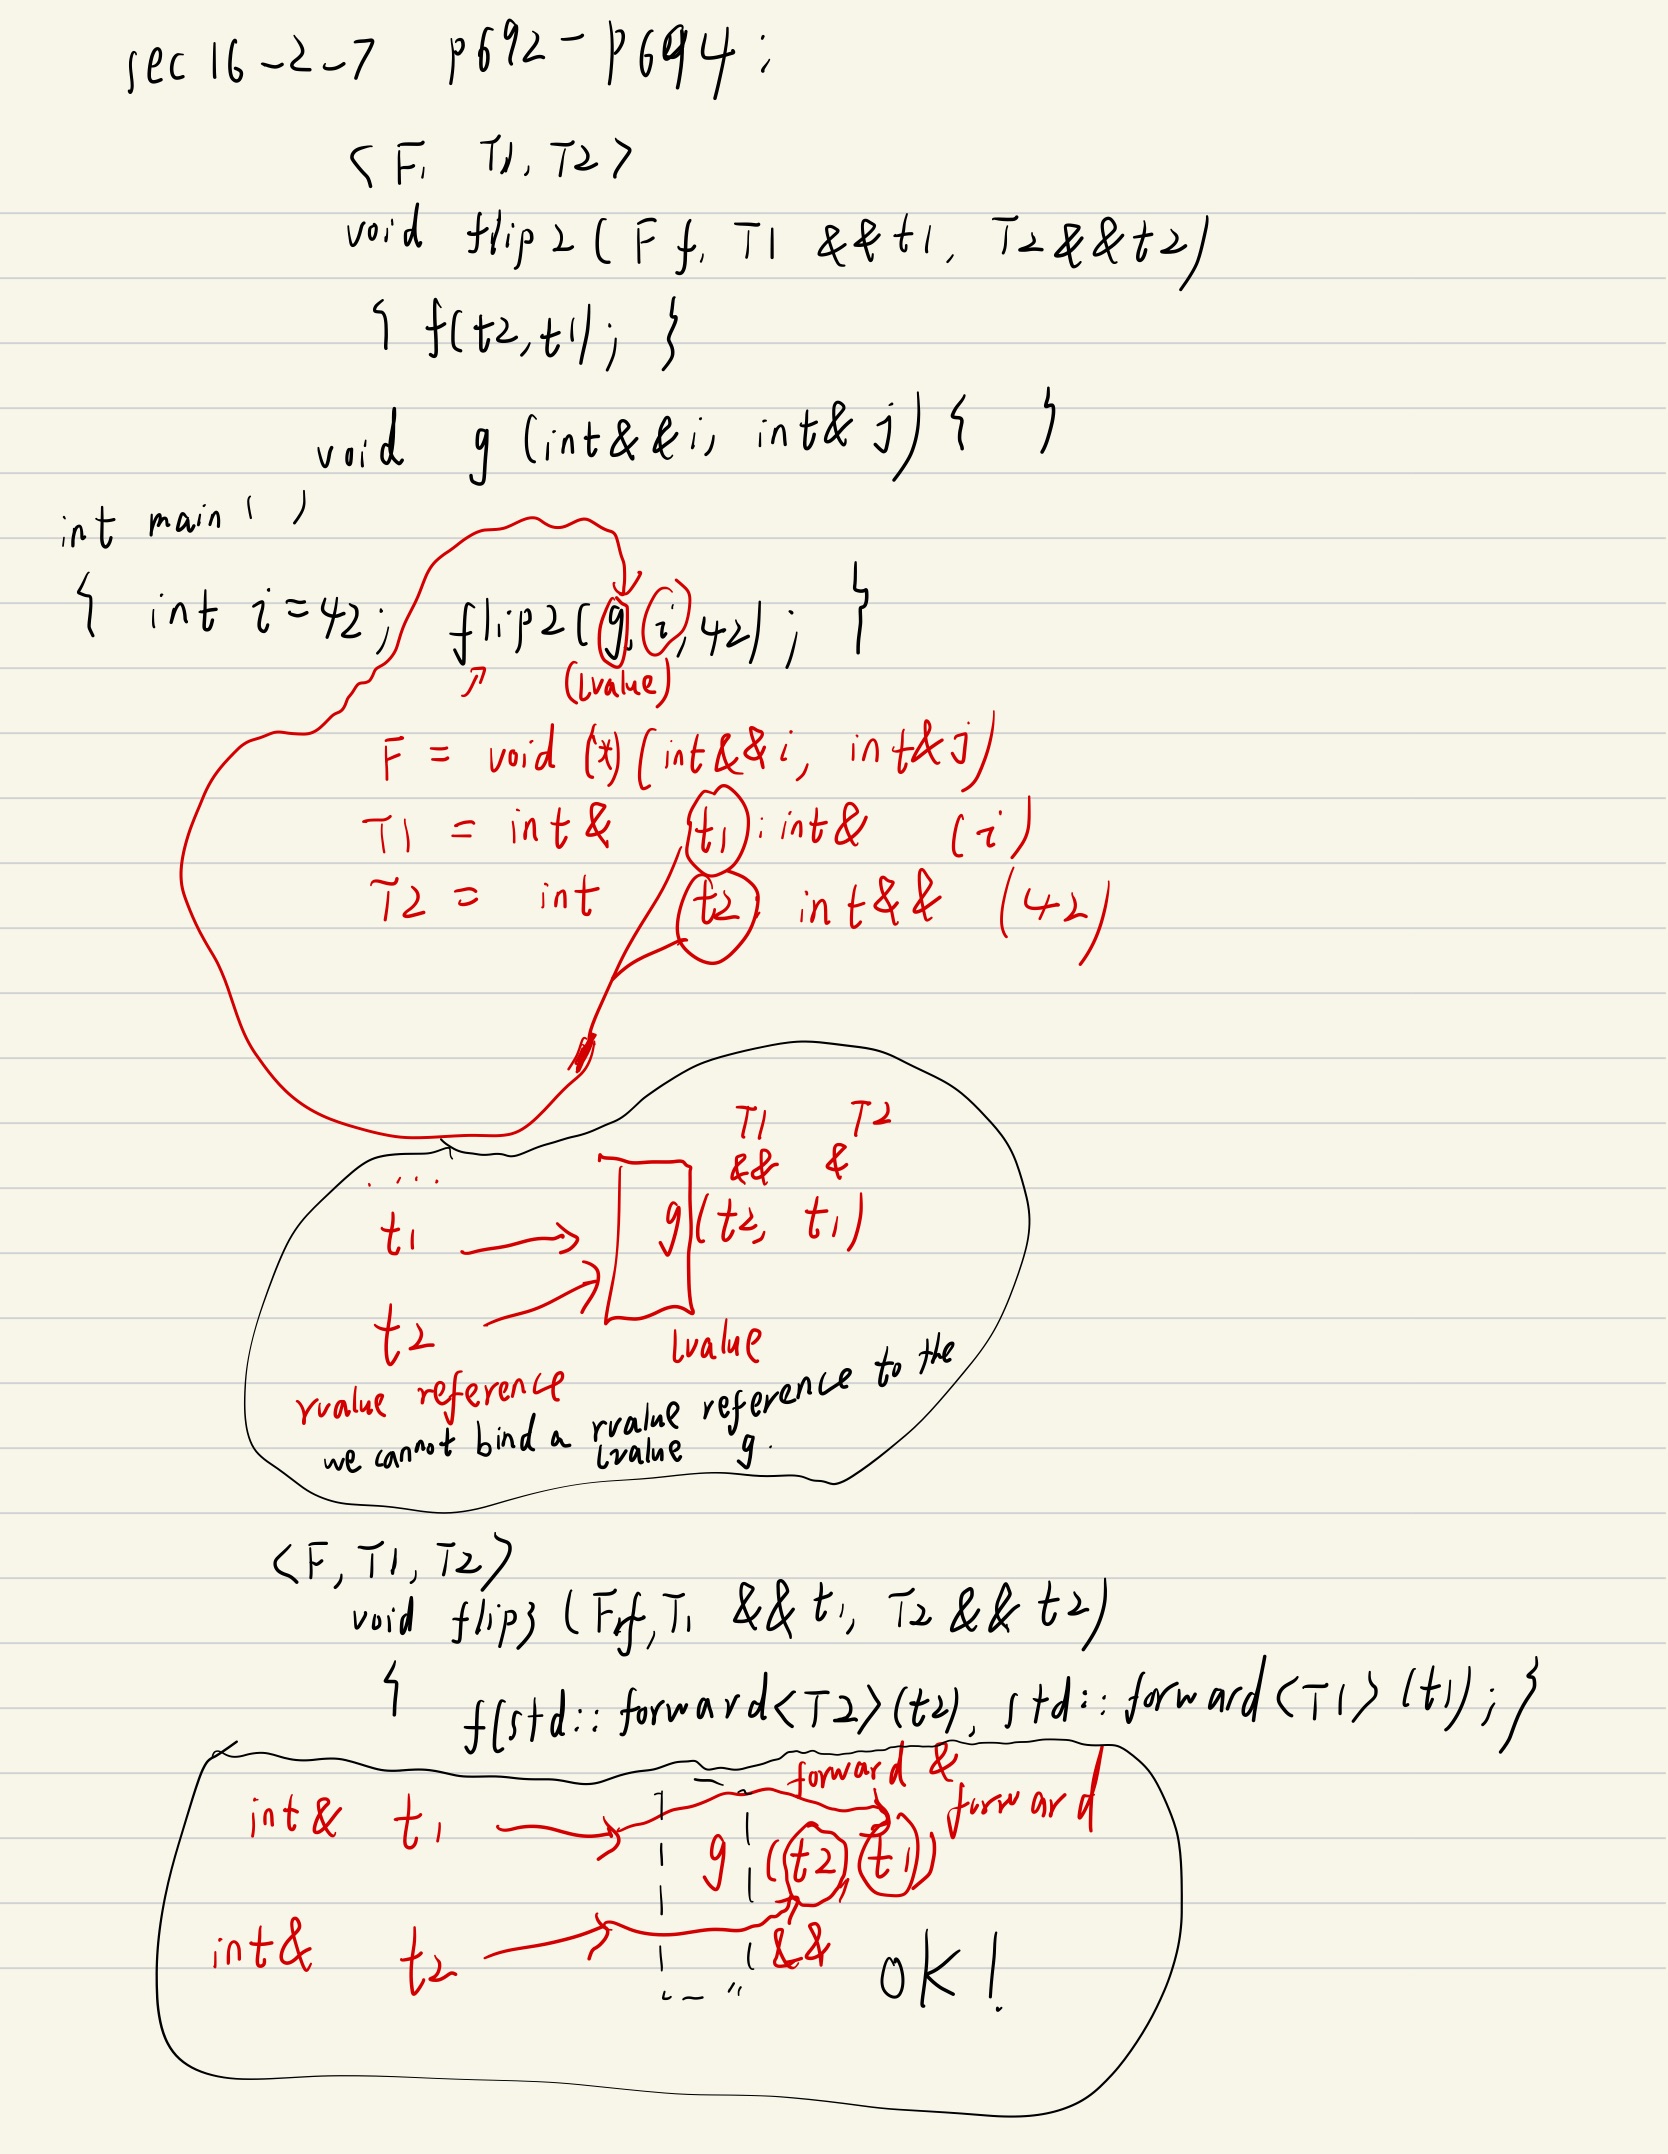 sec 16-2-7 p692-p694:
<F, T1, T2>
void flip2(F f, T1 &&t1, T2&&t2)
{ f(t2,t1); }
void g (int&&i, int& j) { }
int main ( )
{ int i=42; flip2(g,i,42); }
(lvalue)
F = void (*)(int&&i, int&j)
T1 = int& t1: int& (i)
T2 = int t2 int&& (42)
T1 T2
&& &
....
t1 g(t2, t1)
t2 lvalue
rvalue reference
we cannot bind a rvalue reference to the
lvalue g.
<F, T1, T2>
void flip3 (F f, T1 &&t1, T2 && t2)
{ f(std::forward<T2>(t2), std::forward<T1>(t1); }
forward &
forward
int& t1
g (t2, t1)
int& t2 && OK!